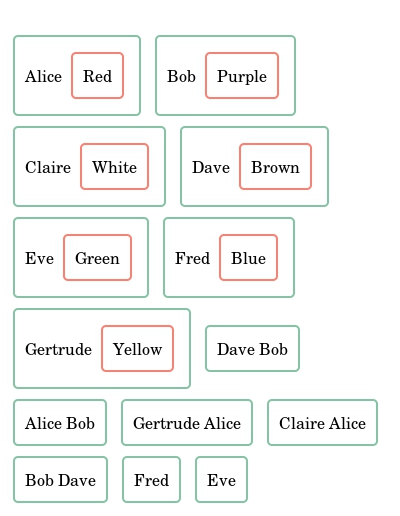 Alice Red Bob Purple
Claire White Dave Brown
Eve Green Fred Blue
Gertrude Yellow Dave Bob
Alice Bob Gertrude Alice Claire Alice
Bob Dave Fred Eve